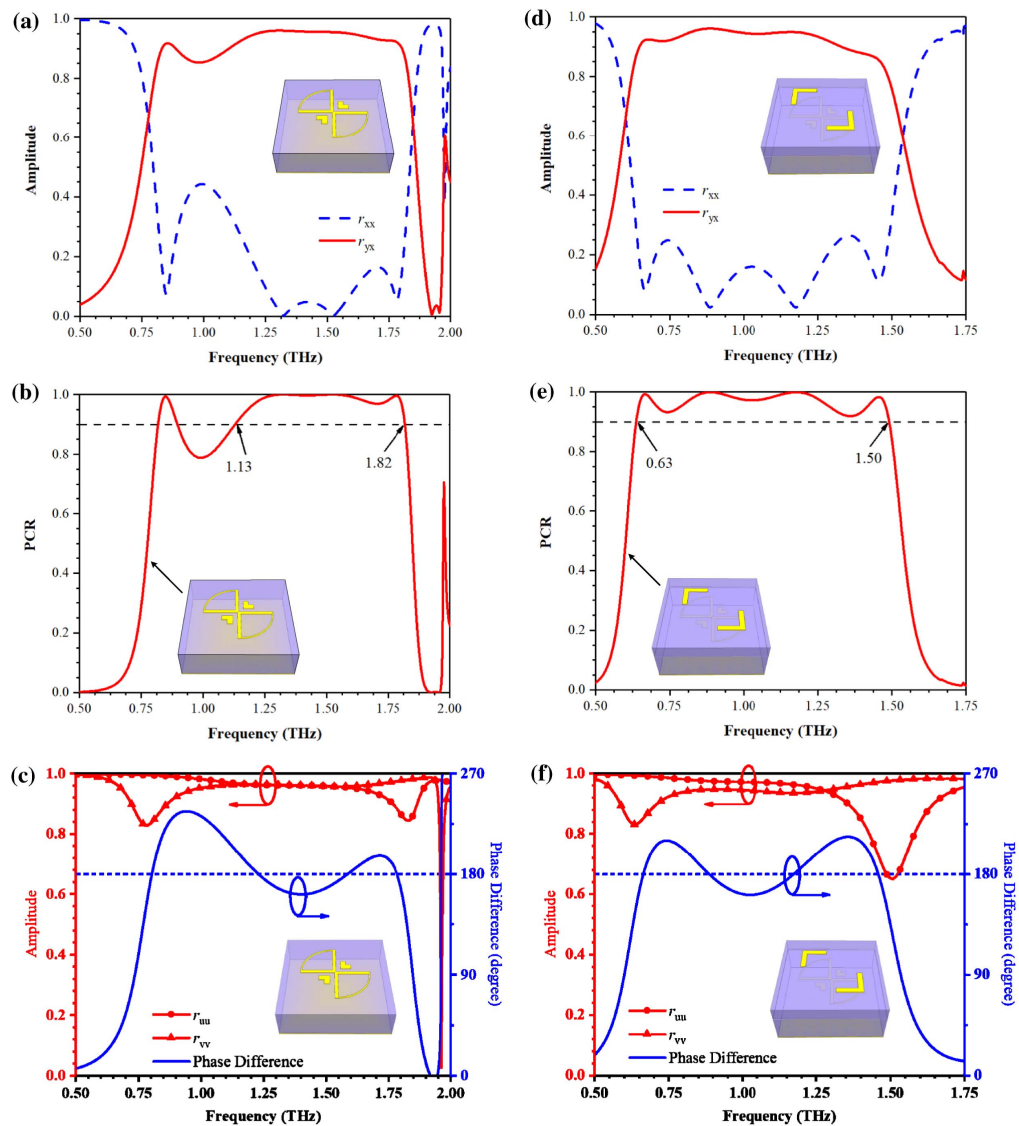 (a)
1.0
0.8
0.6
0.4
0.2
0.0
Amplitude
r_xx
r_yx
0.50 0.75 1.00 1.25 1.50 1.75 2.00
Frequency (THz)
(d)
1.0
0.8
0.6
0.4
0.2
0.0
Amplitude
r_xx
r_yx
0.50 0.75 1.00 1.25 1.50 1.75
Frequency (THz)
(b)
1.0
0.8
0.6
0.4
0.2
0.0
PCR
1.13
1.82
0.50 0.75 1.00 1.25 1.50 1.75 2.00
Frequency (THz)
(e)
1.0
0.8
0.6
0.4
0.2
0.0
PCR
0.63
1.50
0.50 0.75 1.00 1.25 1.50 1.75
Frequency (THz)
(c)
1.0
0.8
0.6
0.4
0.2
0.0
Amplitude
270
180
90
0
Phase Difference (degree)
r_uu
r_vv
Phase Difference
0.50 0.75 1.00 1.25 1.50 1.75 2.00
Frequency (THz)
(f)
1.0
0.8
0.6
0.4
0.2
0.0
Amplitude
270
180
90
0
Phase Difference (degree)
r_uu
r_vv
Phase Difference
0.50 0.75 1.00 1.25 1.50 1.75
Frequency (THz)